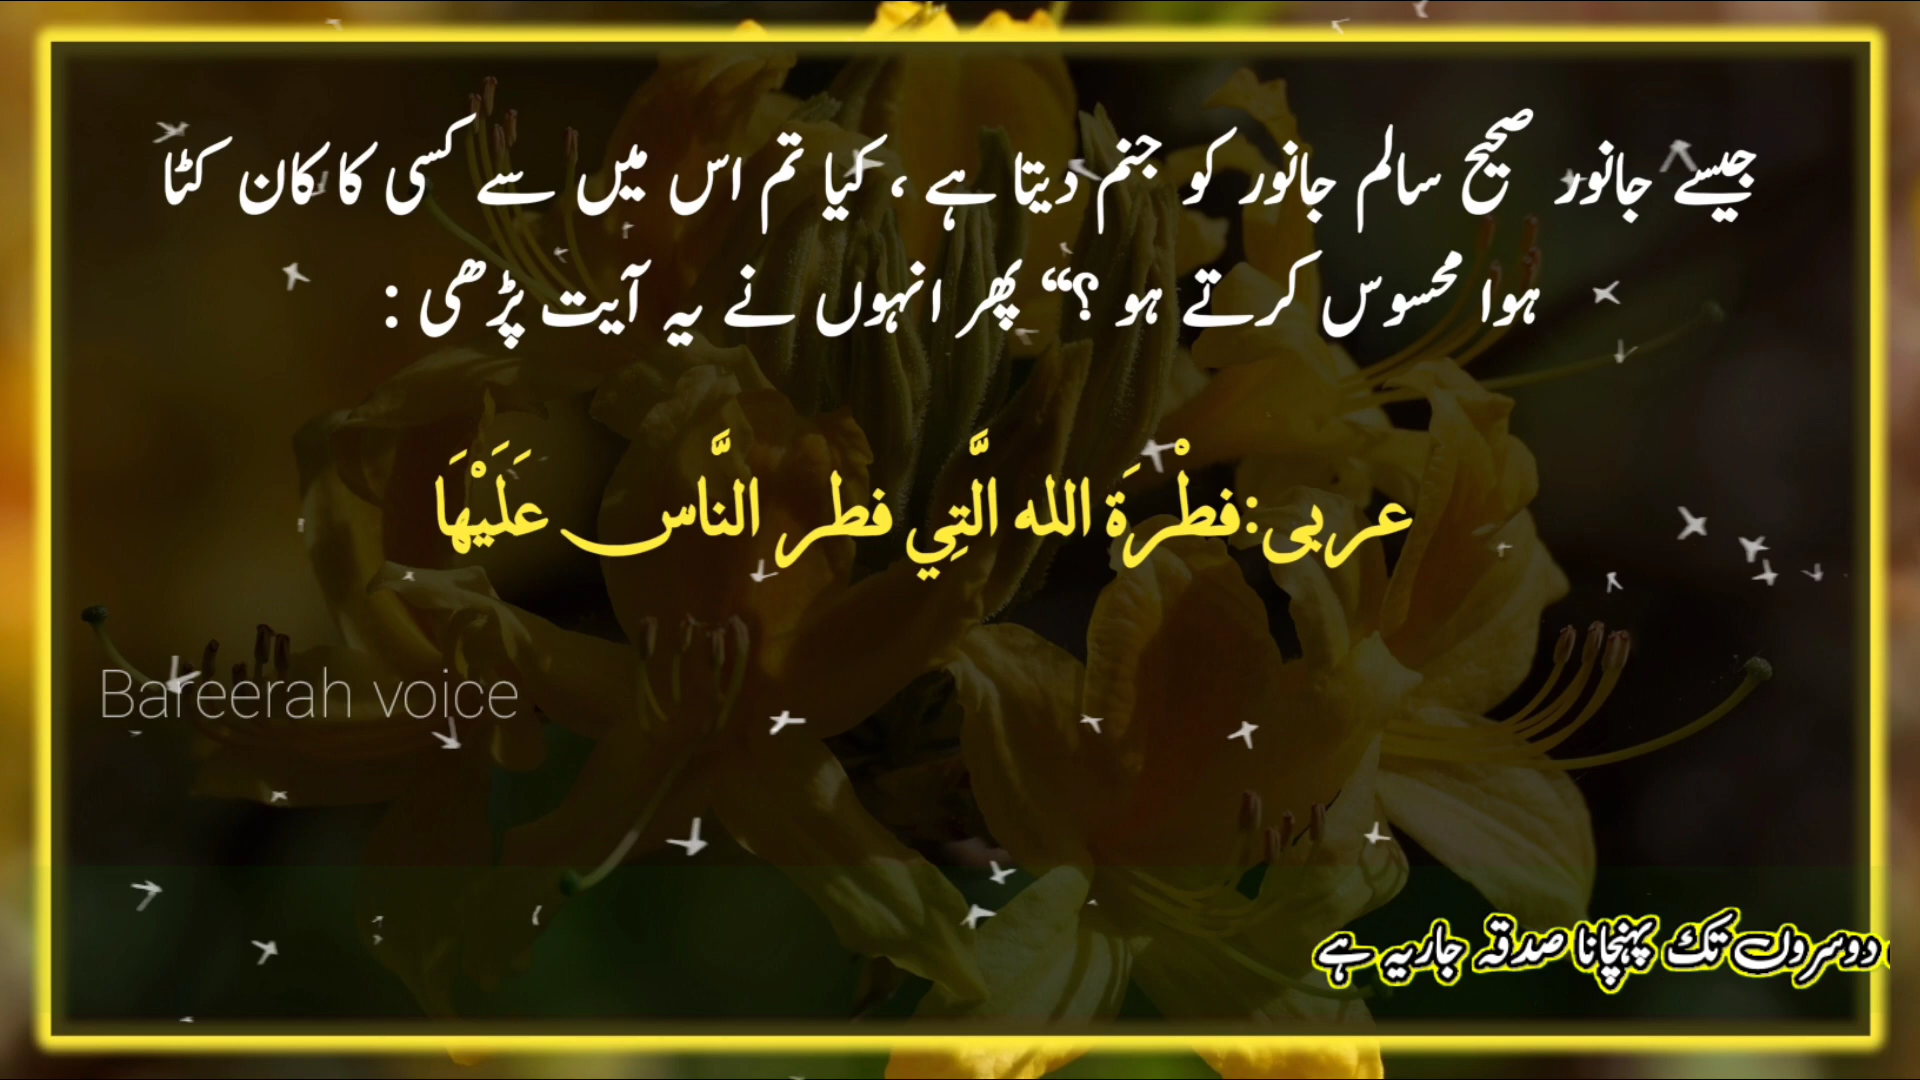 جیسے جانور صحیح سالم جانور کو جنم دیتا ہے ، کیا تم اس میں سے کسی کا کان کٹا
ہوا محسوس کرتے ہو ؟“ پھر انہوں نے یہ آیت پڑھی :
عربی:فطْرَة الله الَّتِي فطر النَّاس عَلَيْهَا
Bareerah voice
دوسروں تک پہنچانا صدقہ جاریہ ہے